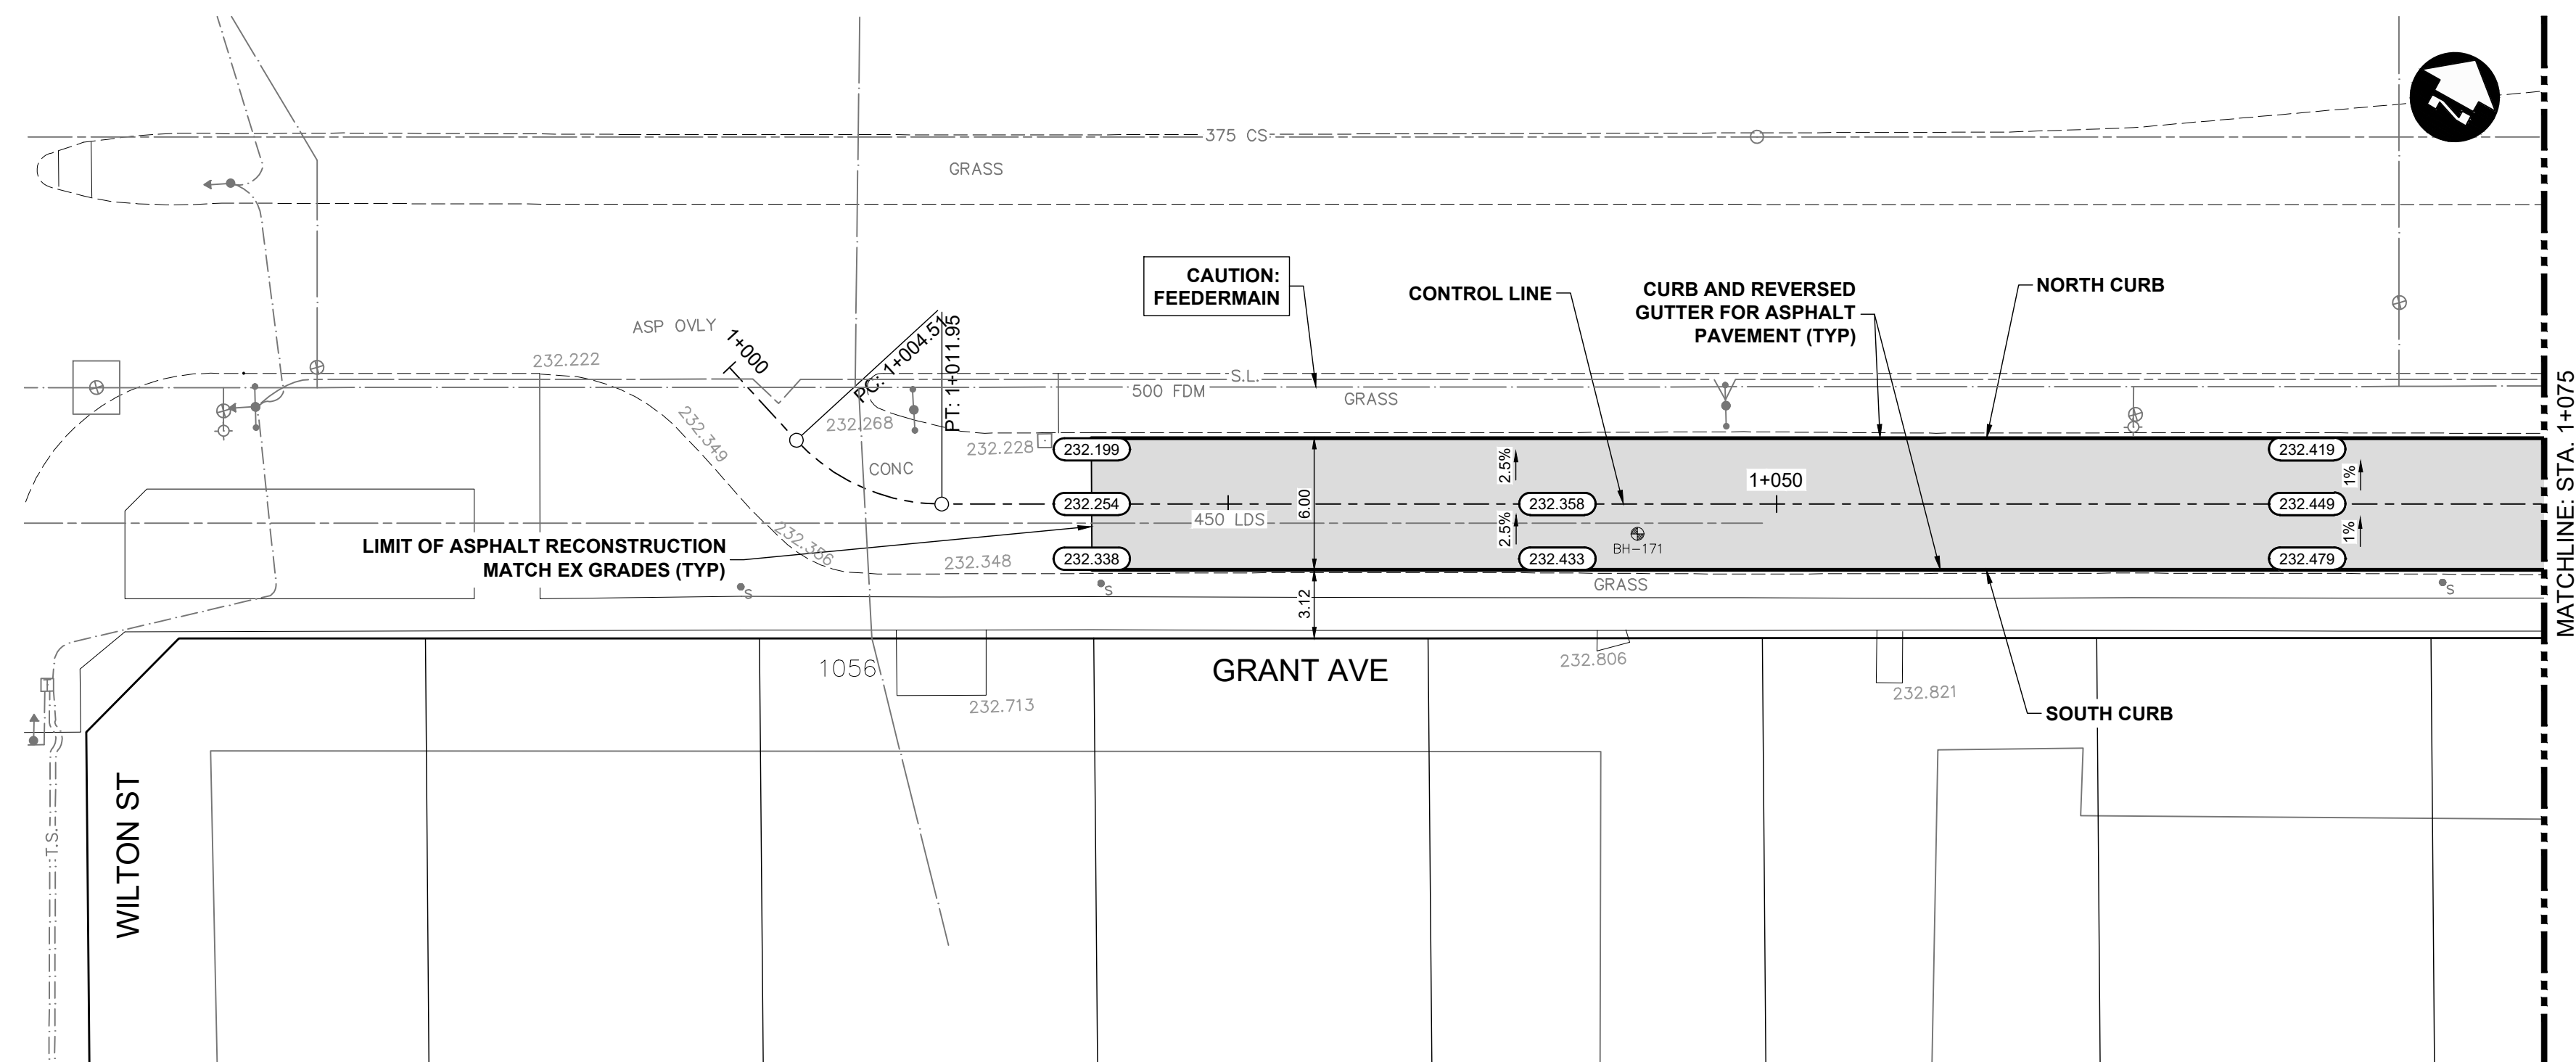 375 CS
GRASS
CAUTION:
FEEDERMAIN
CONTROL LINE
CURB AND REVERSED
GUTTER FOR ASPHALT
PAVEMENT (TYP)
NORTH CURB
ASP OVLY
1+000
PC: 1+004.51
PT: 1+011.95
232.222
S.L.
500 FDM
GRASS
232.349
232.268
CONC
232.228
232.199
232.254
232.338
450 LDS
6.00
2.5%
2.5%
232.358
232.433
1+050
BH-171
232.419
232.449
232.479
1%
1%
MATCHLINE: STA. 1+075
LIMIT OF ASPHALT RECONSTRUCTION
MATCH EX GRADES (TYP)
232.356
232.348
S
S
GRASS
S
3.12
1056
GRANT AVE
232.713
232.806
232.821
SOUTH CURB
WILTON ST
T.S.